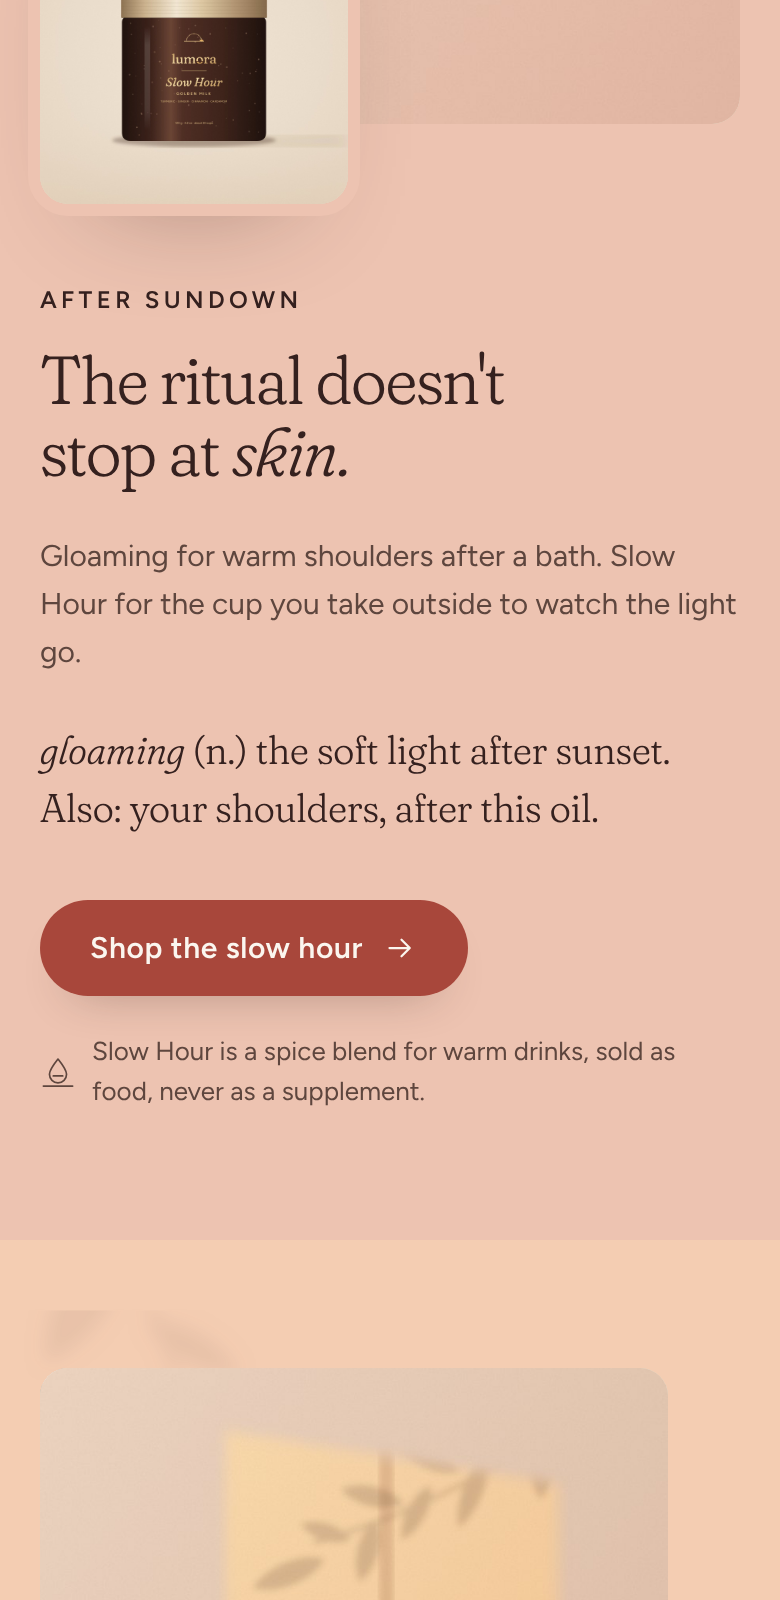 lumora
Slow Hour
GOLDEN MILK
AFTER SUNDOWN
The ritual doesn't
stop at skin.
Gloaming for warm shoulders after a bath. Slow
Hour for the cup you take outside to watch the light
go.
gloaming (n.) the soft light after sunset.
Also: your shoulders, after this oil.
Shop the slow hour
Slow Hour is a spice blend for warm drinks, sold as
food, never as a supplement.